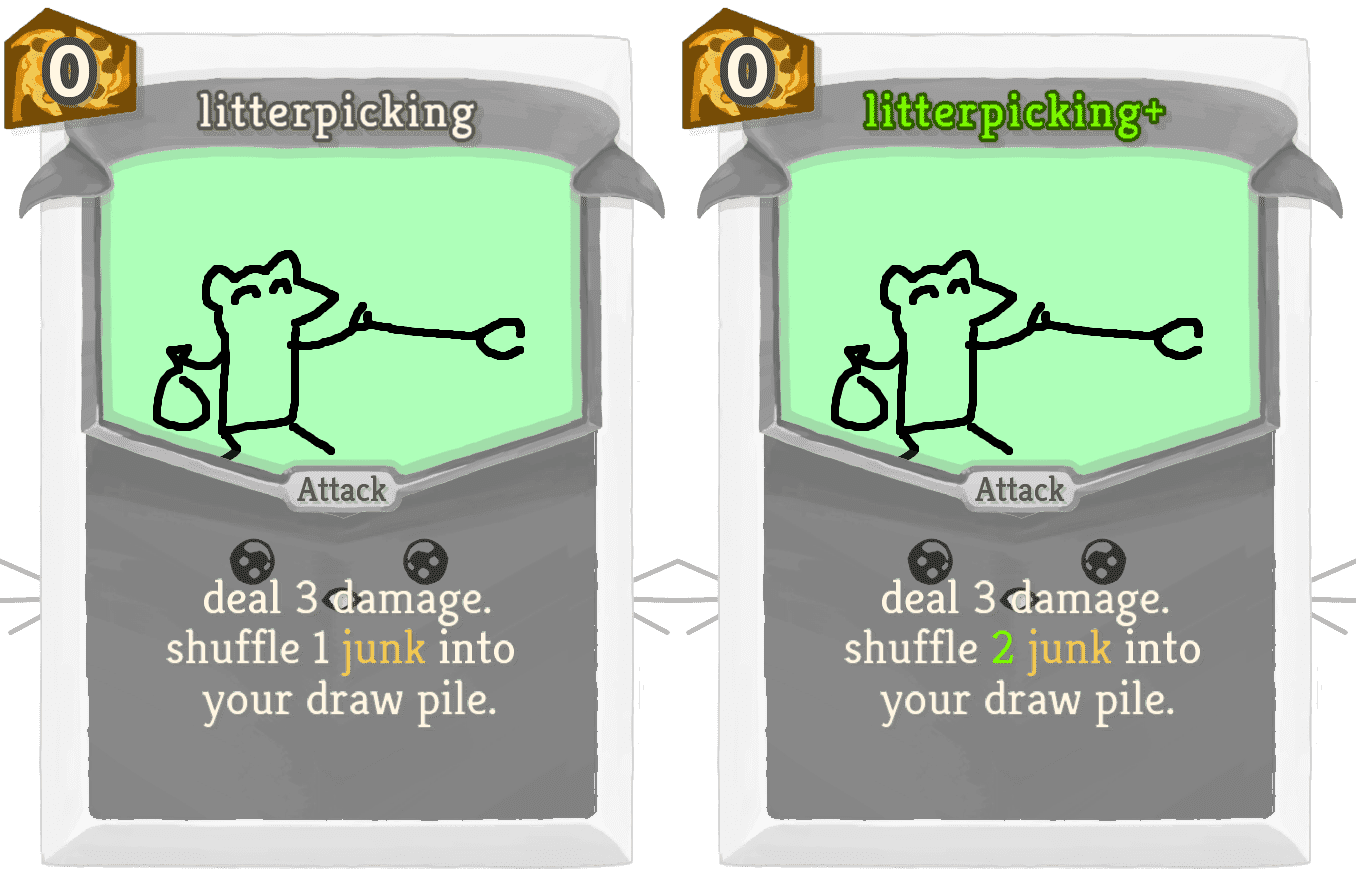 0
litterpicking
Attack
deal 3 damage.
shuffle 1 junk into
your draw pile.
0
litterpicking+
Attack
deal 3 damage.
shuffle 2 junk into
your draw pile.